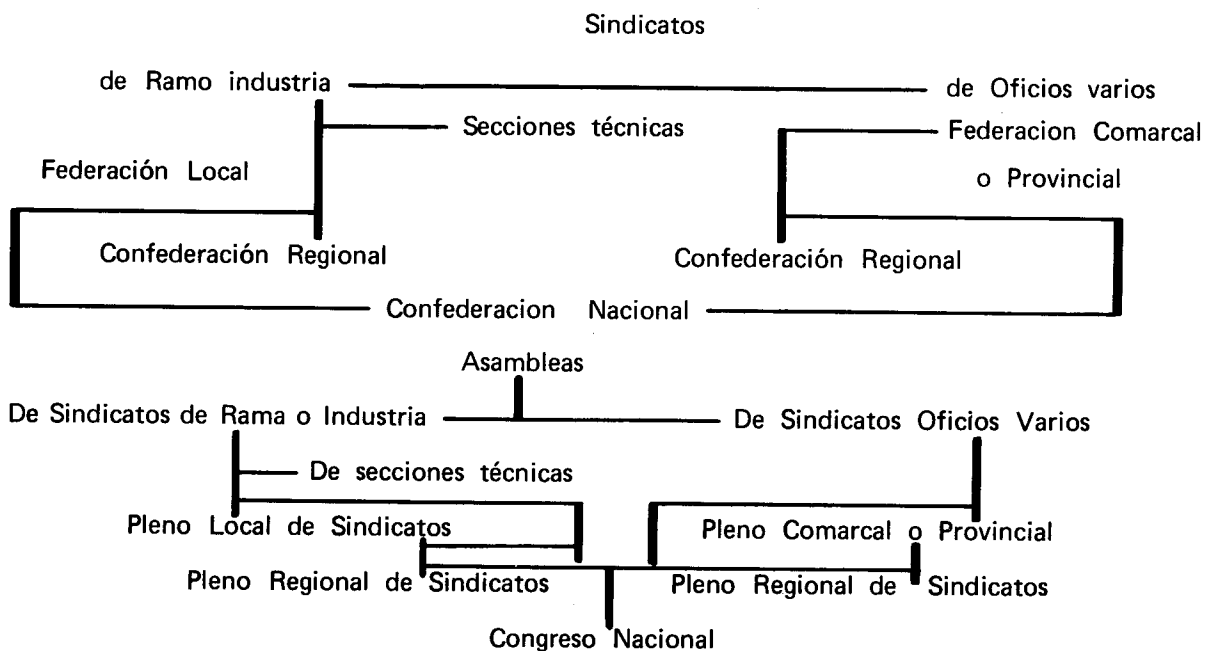 Sindicatos
de Ramo industria de Oficios varios
Secciones técnicas Federacion Comarcal
Federación Local o Provincial
Confederación Regional Confederación Regional
Confederacion Nacional
Asambleas
De Sindicatos de Rama o Industria De Sindicatos Oficios Varios
De secciones técnicas
Pleno Local de Sindicatos Pleno Comarcal o Provincial
Pleno Regional de Sindicatos Pleno Regional de Sindicatos
Congreso Nacional